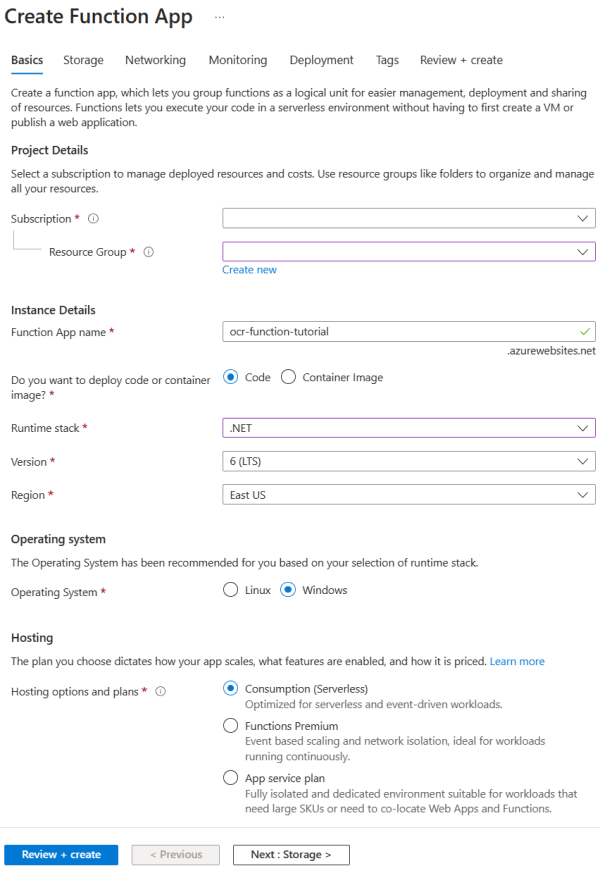 Create Function App ...
Basics Storage Networking Monitoring Deployment Tags Review + create
Create a function app, which lets you group functions as a logical unit for easier management, deployment and sharing
of resources. Functions lets you execute your code in a serverless environment without having to first create a VM or
publish a web application.
Project Details
Select a subscription to manage deployed resources and costs. Use resource groups like folders to organize and manage
all your resources.
Subscription *
Resource Group *
Create new
Instance Details
Function App name * ocr-function-tutorial
.azurewebsites.net
Do you want to deploy code or container
image? *
Code Container Image
Runtime stack * .NET
Version * 6 (LTS)
Region * East US
Operating system
The Operating System has been recommended for you based on your selection of runtime stack.
Operating System * Linux Windows
Hosting
The plan you choose dictates how your app scales, what features are enabled, and how it is priced. Learn more
Hosting options and plans * Consumption (Serverless)
Optimized for serverless and event-driven workloads.
Functions Premium
Event based scaling and network isolation, ideal for workloads
running continuously.
App service plan
Fully isolated and dedicated environment suitable for workloads that
need large SKUs or need to co-locate Web Apps and Functions.
Review + create < Previous Next : Storage >